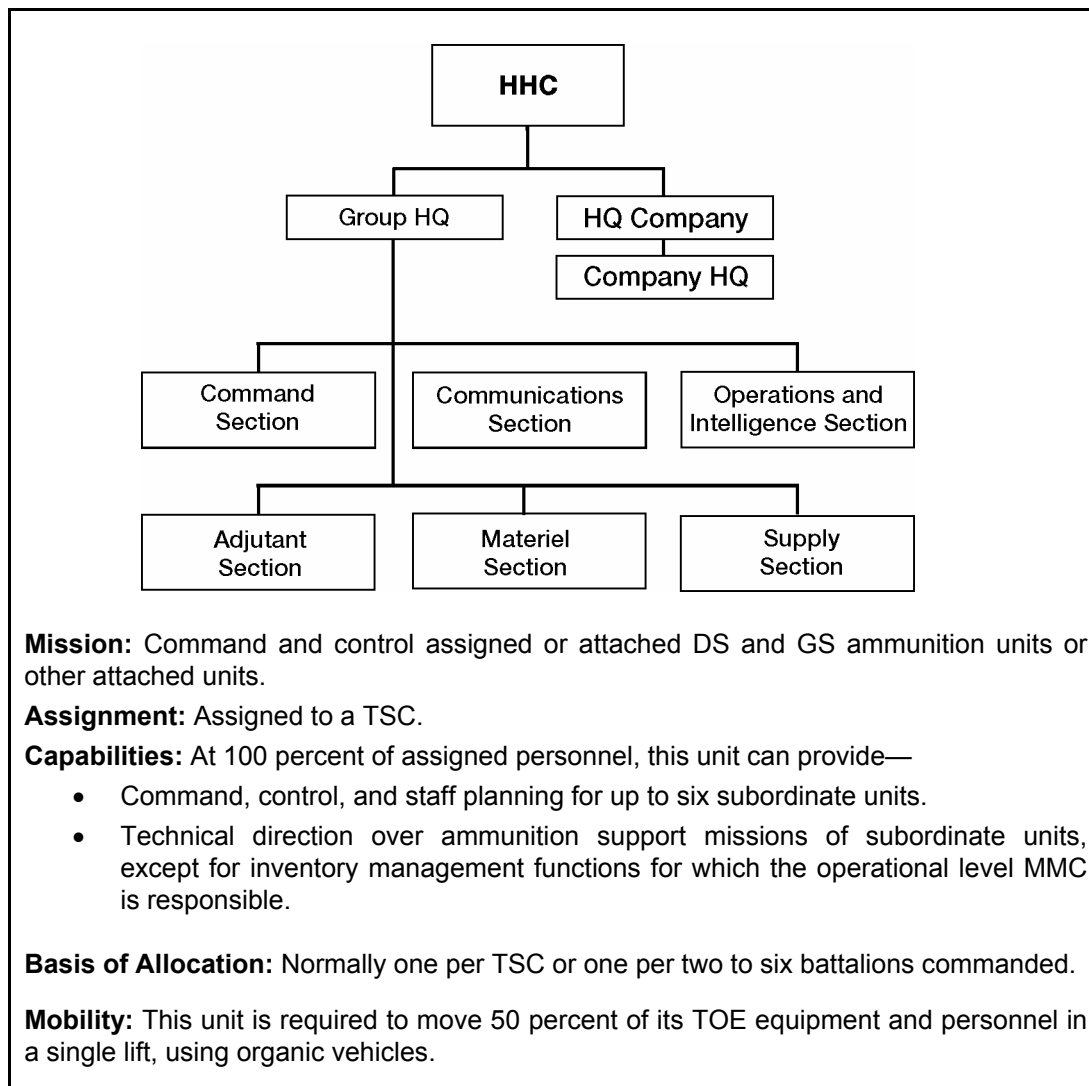 HHC
Group HQ
HQ Company
Company HQ
Command
Section
Communications
Section
Operations and
Intelligence Section
Adjutant
Section
Materiel
Section
Supply
Section
Mission: Command and control assigned or attached DS and GS ammunition units or
other attached units.
Assignment: Assigned to a TSC.
Capabilities: At 100 percent of assigned personnel, this unit can provide—
• Command, control, and staff planning for up to six subordinate units.
• Technical direction over ammunition support missions of subordinate units,
except for inventory management functions for which the operational level MMC
is responsible.
Basis of Allocation: Normally one per TSC or one per two to six battalions commanded.
Mobility: This unit is required to move 50 percent of its TOE equipment and personnel in
a single lift, using organic vehicles.